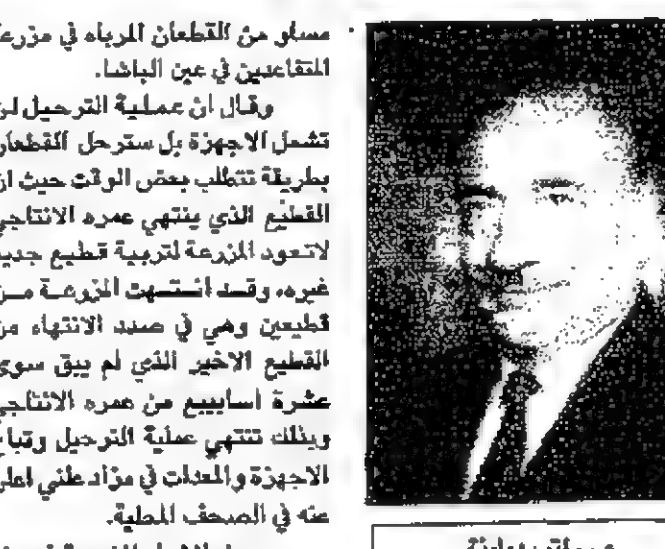 مساو من القطعان المرباه في مزرعة
المتقاعدين في عين الباشا.
وقال ان عملية الترحيل لن
تشمل الاجهزة بل سترحل القطعان
بطريقة تتطلب بعض الوقت حيث ان
القطيع الذي ينتهي عمره الانتاجي
لاتعود المزرعة لتربية قطيع جديد
غيره، وقد انتهت المزرعة من
قطيعين وهي في صدد الانتهاء من
القطيع الاخير الذي لم يبق سوى
عشرة اسابيع من عمره الانتاجي
وبذلك تنتهي عملية الترحيل وتباع
الاجهزة والمعدات في مزاد علني اعلن
عنه في الصحف المحلية.